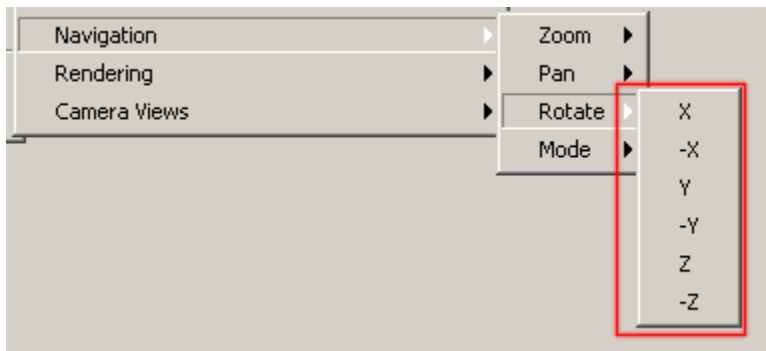 Navigation
Rendering
Camera Views
Zoom
Pan
Rotate
Mode
X
-X
Y
-Y
Z
-Z